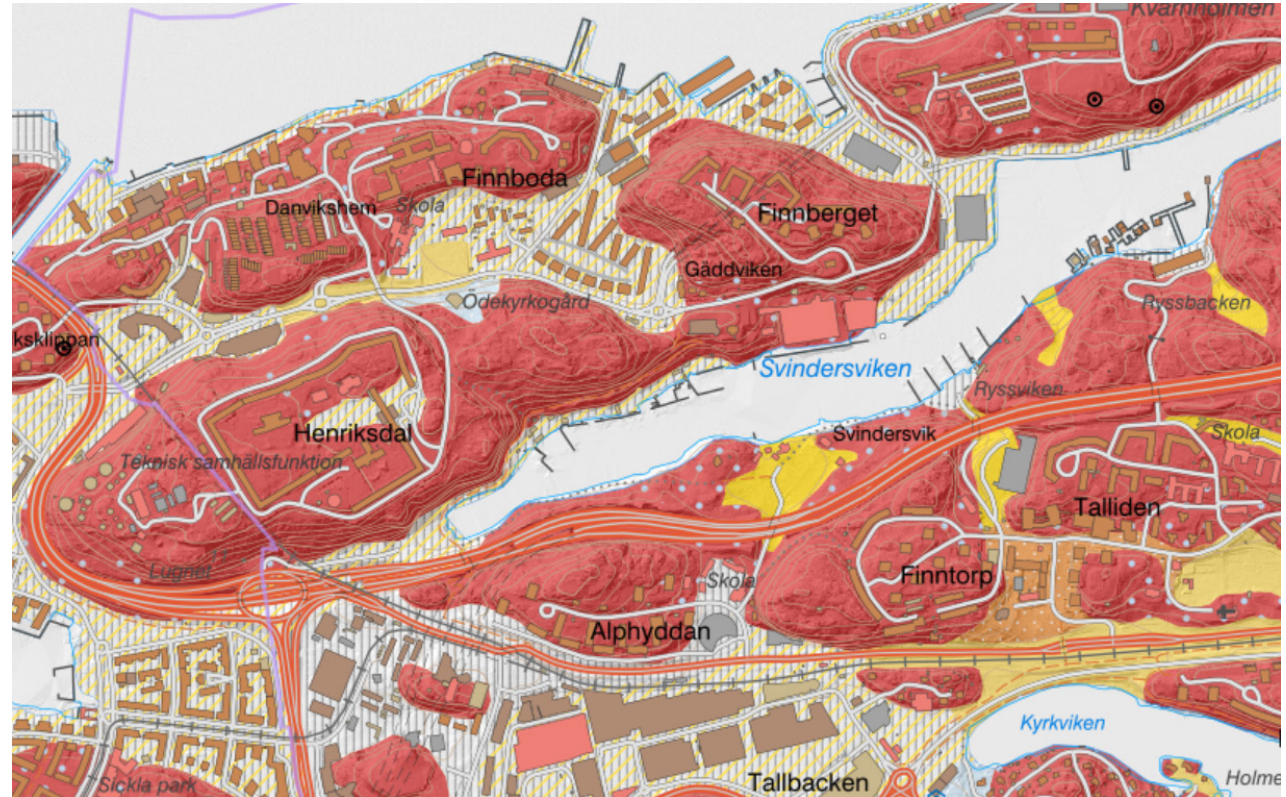 Kvarnholmen
Finnboda
Danvikshem
Skola
Finnberget
Gäddviken
Ödekyrkogård
Ryssbacken
ksklippan
Svindersviken
Ryssviken
Henriksdal
Svindersvik
Skola
Teknisk samhällsfunktion
Talliden
Lugnet
Skola
Finntorp
Alphyddan
Kyrkviken
Sickla park
Tallbacken
Holme